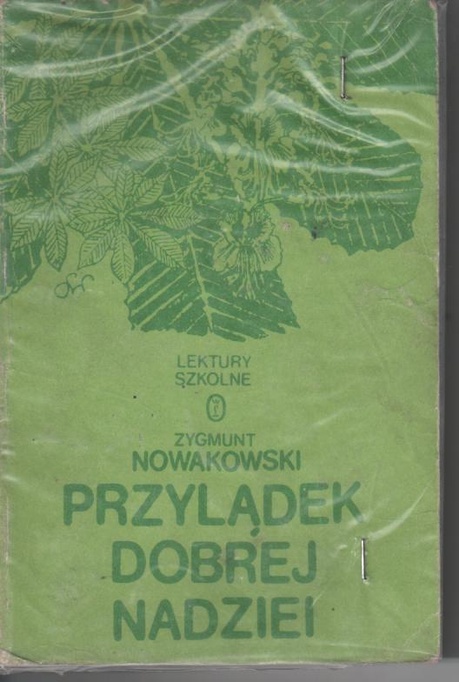 LEKTURY
SZKOLNE
ZYGMUNT
NOWAKOWSKI
PRZYLĄDEK
DOBREJ
NADZIEI